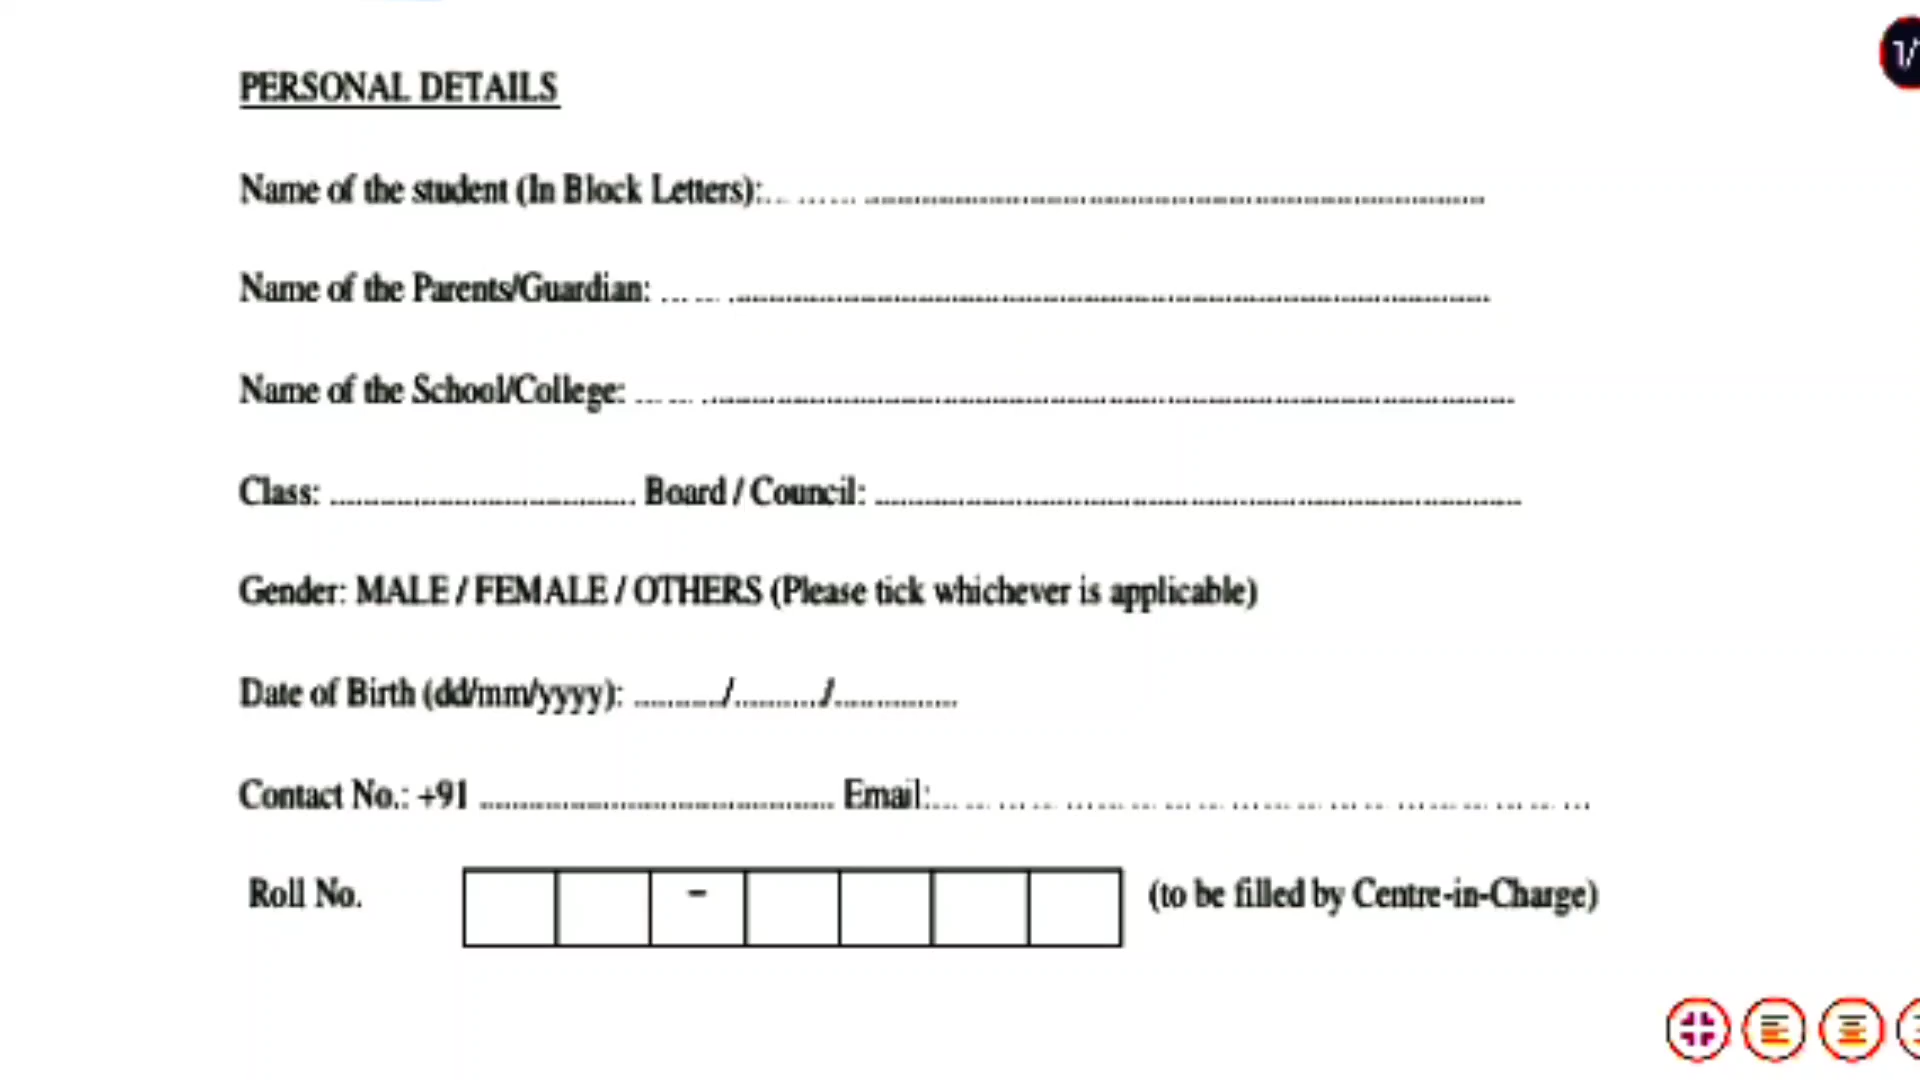 PERSONAL DETAILS
1/
Name of the student (In Block Letters):.. ...... ..........................................................................
Name of the Parents/Guardian: ... ... ...........................................................................................
Name of the School/College: ... ... .................................................................................................
Class: ..................................... Board / Council: ..............................................................................
Gender: MALE / FEMALE / OTHERS (Please tick whichever is applicable)
Date of Birth (dd/mm/yyyy): .........../........../...............
Contact No.: +91 ........................................... Email:... ... ... ... ... ... ... ... ... ... ... ... ... ... ...
Roll No. – (to be filled by Centre-in-Charge)